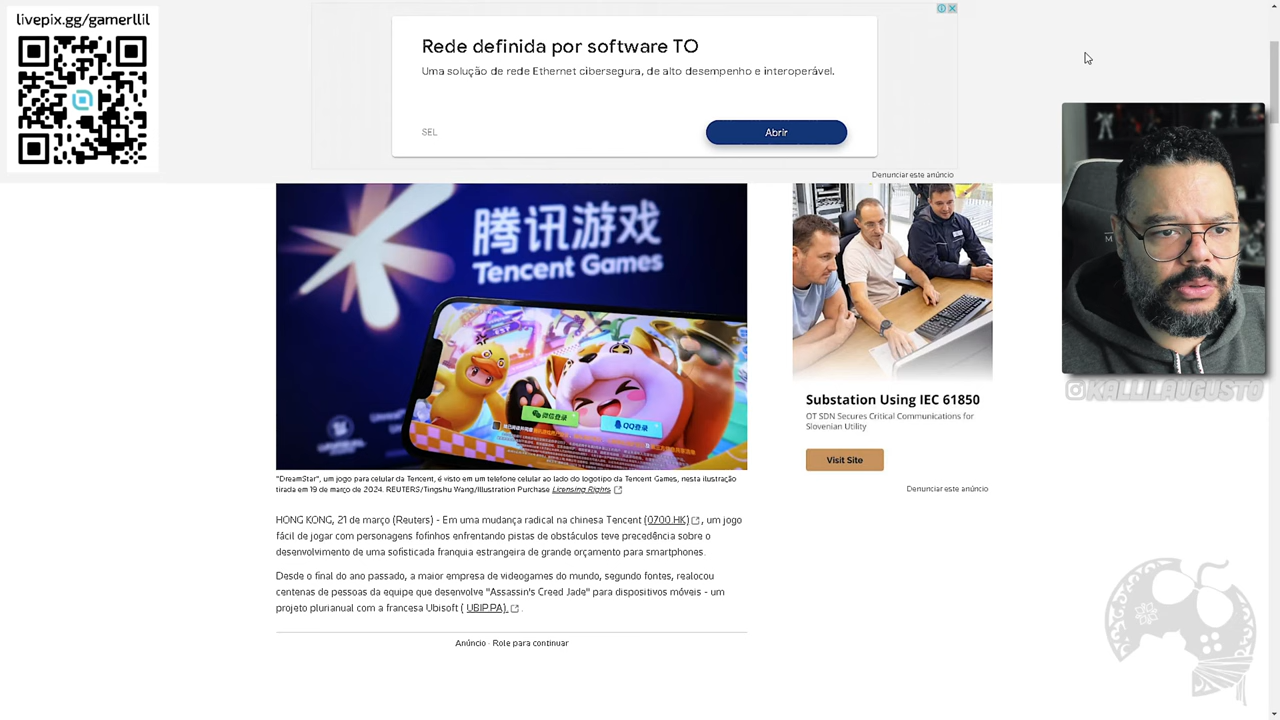 livepix.gg/gamerllil
Rede definida por software TO
Uma solução de rede Ethernet cibersegura, de alto desempenho e interoperável.
SEL
Abrir
Denunciar este anúncio
腾讯游戏
Tencent Games
微信登录
QQ登录
Substation Using IEC 61850
OT SDN Secures Critical Communications for
Slovenian Utility
Visit Site
Denunciar este anúncio
KALLILAUGUSTO
"DreamStar", um jogo para celular da Tencent, é visto em um telefone celular ao lado do logotipo da Tencent Games, nesta ilustração
tirada em 19 de março de 2024. REUTERS/Tingshu Wang/Illustration Purchase Licensing Rights
HONG KONG, 21 de março (Reuters) - Em uma mudança radical na chinesa Tencent (0700.HK) , um jogo
fácil de jogar com personagens fofinhos enfrentando pistas de obstáculos teve precedência sobre o
desenvolvimento de uma sofisticada franquia estrangeira de grande orçamento para smartphones.
Desde o final do ano passado, a maior empresa de videogames do mundo, segundo fontes, realocou
centenas de pessoas da equipe que desenvolve "Assassin's Creed Jade" para dispositivos móveis - um
projeto plurianual com a francesa Ubisoft ( UBIP.PA), .
Anúncio · Role para continuar